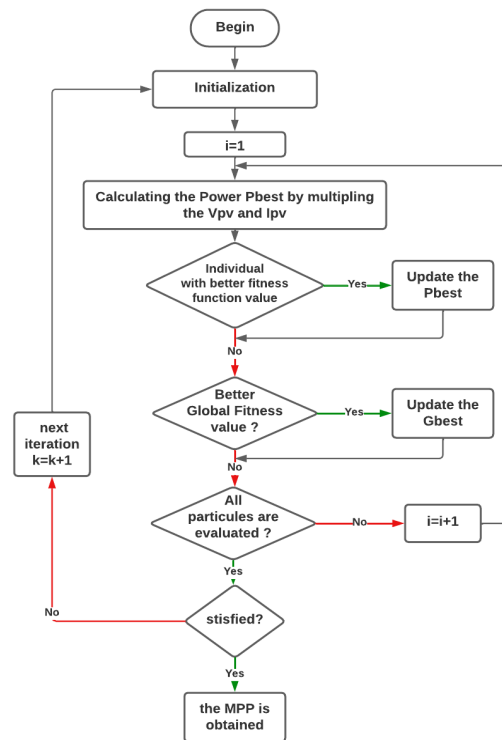 Begin
Initialization
i=1
Calculating the Power Pbest by multipling
the Vpv and Ipv
Individual
with better fitness
function value
Yes
Update the
Pbest
No
Better
Global Fitness
value ?
Yes
Update the
Gbest
No
next
iteration
k=k+1
All
particules are
evaluated ?
No
i=i+1
Yes
stisfied?
No
Yes
the MPP is
obtained